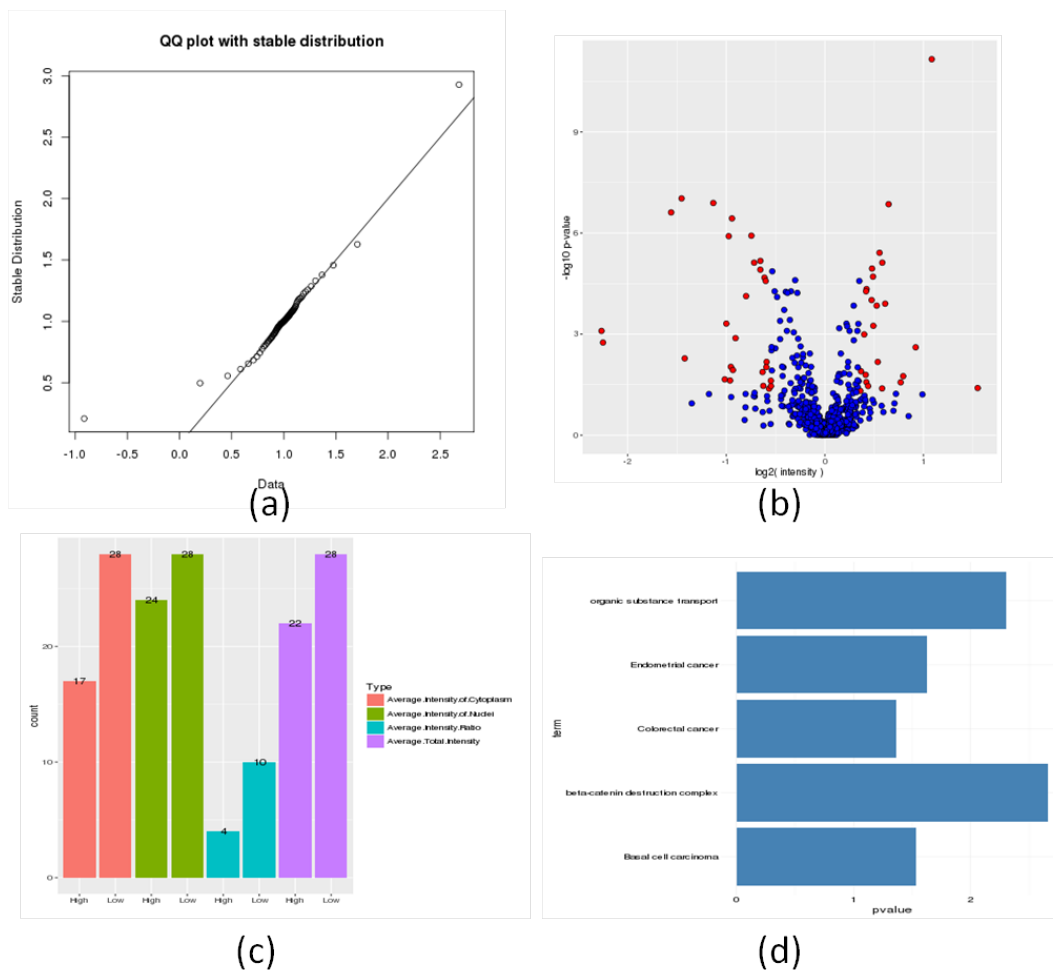 QQ plot with stable distribution
Stable Distribution
3.0
2.5
2.0
1.5
1.0
0.5
-1.0 -0.5 0.0 0.5 1.0 1.5 2.0 2.5
Data
(a)
-log10 p-value
9
6
3
0
-2 -1 0 1
log2( intensity )
(b)
count
20
10
0
17 28 24 28 4 10 22 28
High Low High Low High Low High Low
Type
Average.Intensity.of.Cytoplasm
Average.Intensity.of.Nuclei
Average.Intensity.Ratio
Average.Total.Intensity
(c)
term
organic substance transport
Endometrial cancer
Colorectal cancer
beta-catenin destruction complex
Basal cell carcinoma
0 1 2
pvalue
(d)